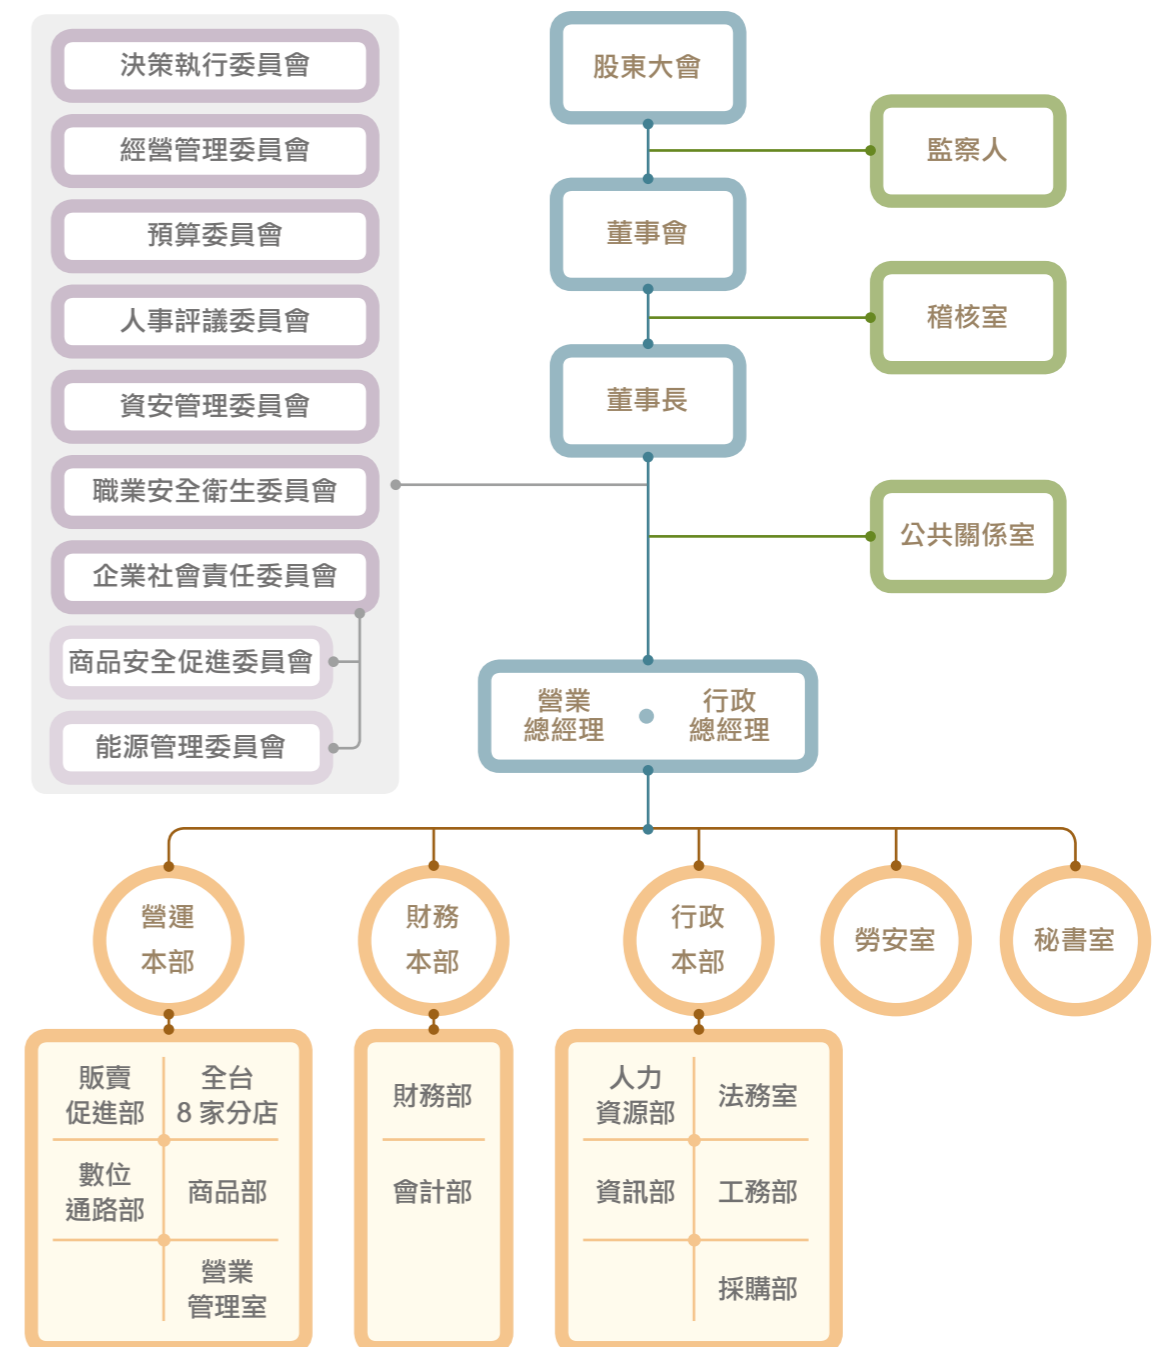 決策執行委員會
經營管理委員會
預算委員會
人事評議委員會
資安管理委員會
職業安全衛生委員會
企業社會責任委員會
商品安全促進委員會
能源管理委員會
股東大會
監察人
董事會
稽核室
董事長
公共關係室
營業
總經理
行政
總經理
營運
本部
財務
本部
行政
本部
勞安室
秘書室
販賣
促進部
全台
8 家分店
數位
通路部
商品部
營業
管理室
財務部
會計部
人力
資源部
法務室
資訊部
工務部
採購部